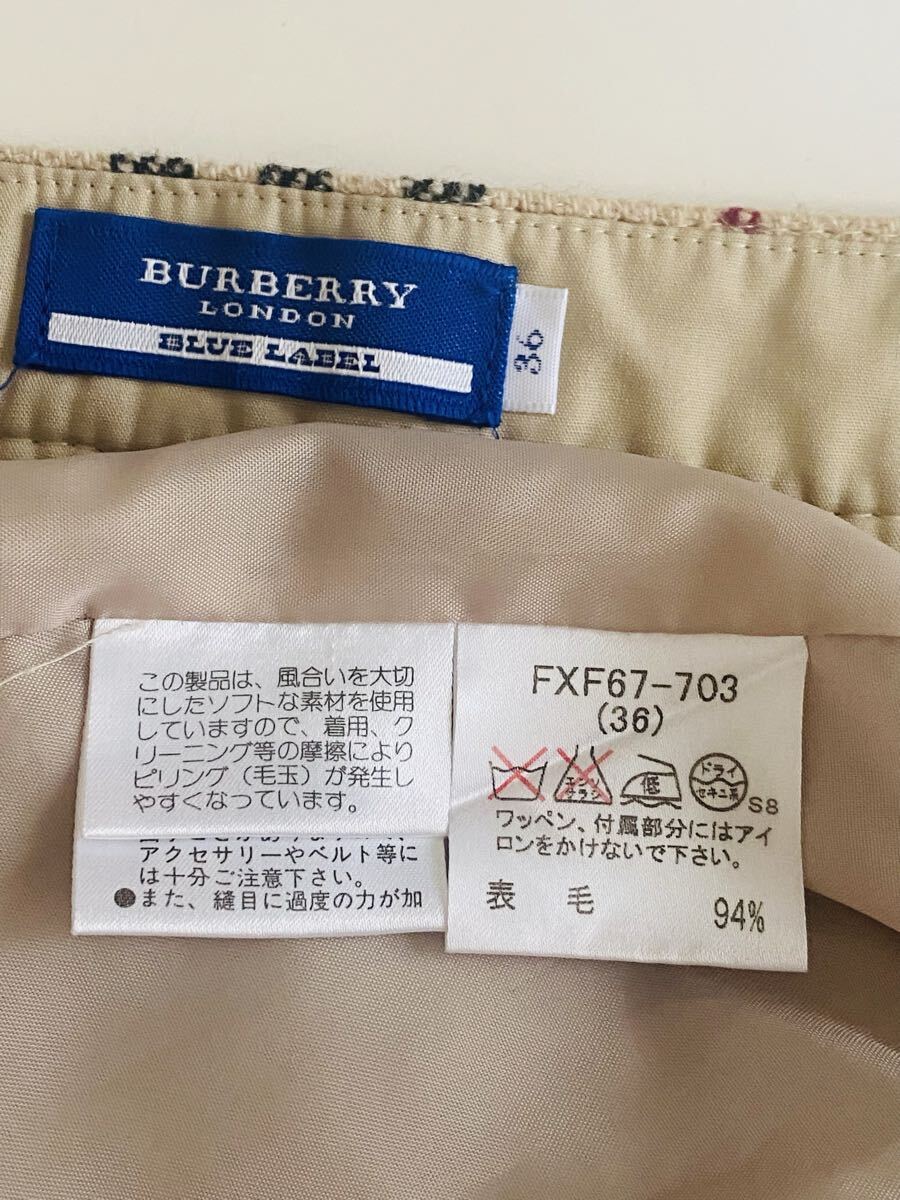 BURBERRY
LONDON
BLUE LABEL
36
この製品は、風合いを大切
にしたソフトな素材を使用
していますので、着用、ク
リーニング等の摩擦により
ピリング（毛玉）が発生し
やすくなっています。
アクセサリーやベルト等に
は十分ご注意下さい。
●また、縫目に過度の力が加
FXF67-703
(36)
エンソ
サラシ
低
ドライ
セキユ系
S8
ワッペン、付属部分にはアイ
ロンをかけないで下さい。
表 毛 94%